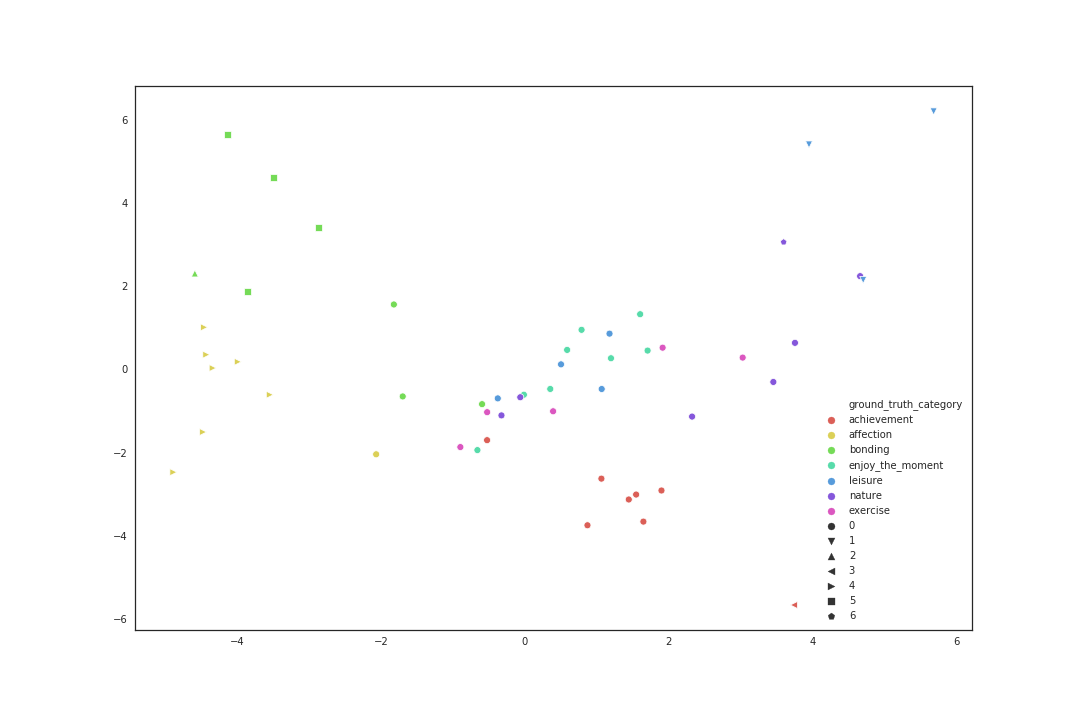 6
4
2
0
−2
−4
−6
−4
−2
0
2
4
6
ground_truth_category
achievement
affection
bonding
enjoy_the_moment
leisure
nature
exercise
0
1
2
3
4
5
6